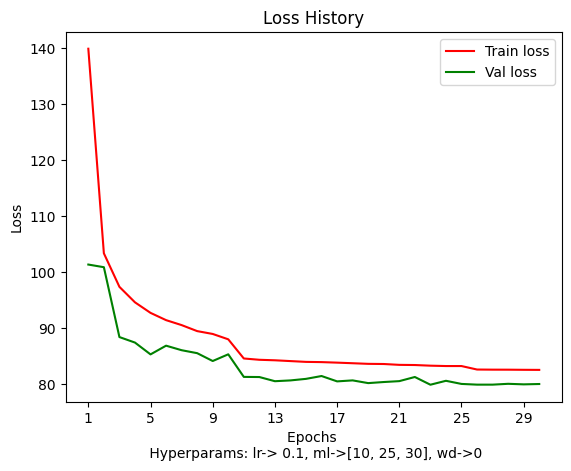 Loss History
Train loss
Val loss
Loss
140
130
120
110
100
90
80
1 5 9 13 17 21 25 29
Epochs
Hyperparams: lr-> 0.1, ml->[10, 25, 30], wd->0